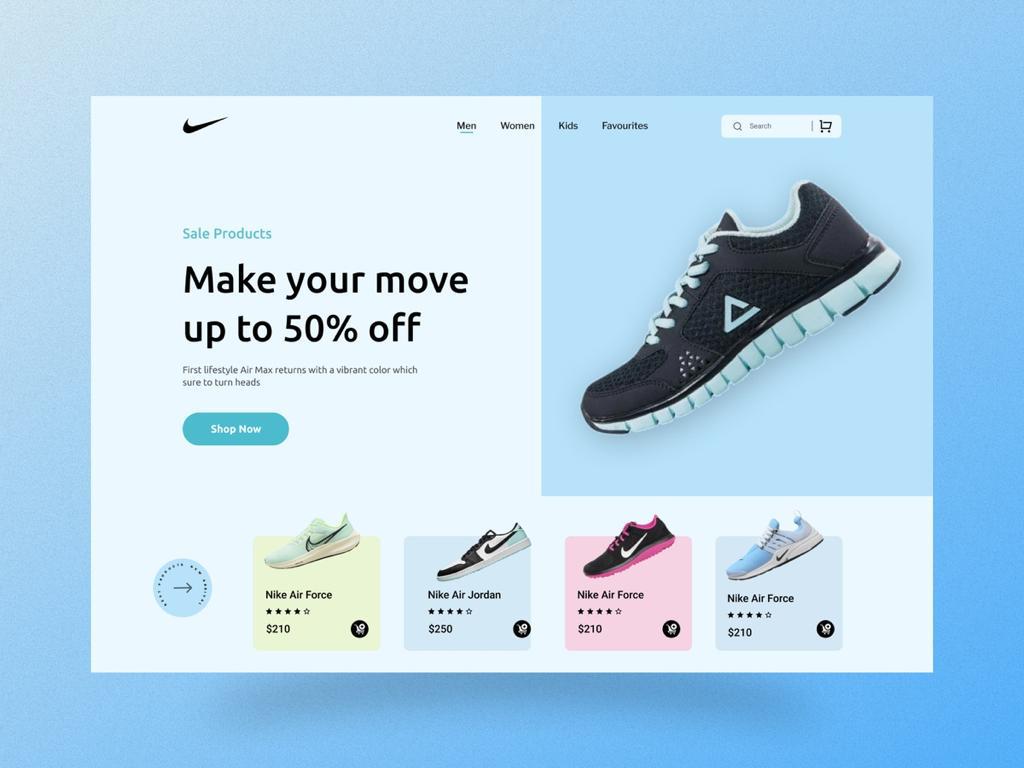 Men Women Kids Favourites
Search
Sale Products
Make your move
up to 50% off
First lifestyle Air Max returns with a vibrant color which
sure to turn heads
Shop Now
Nike Air Force
$210
Nike Air Jordan
$250
Nike Air Force
$210
Nike Air Force
$210